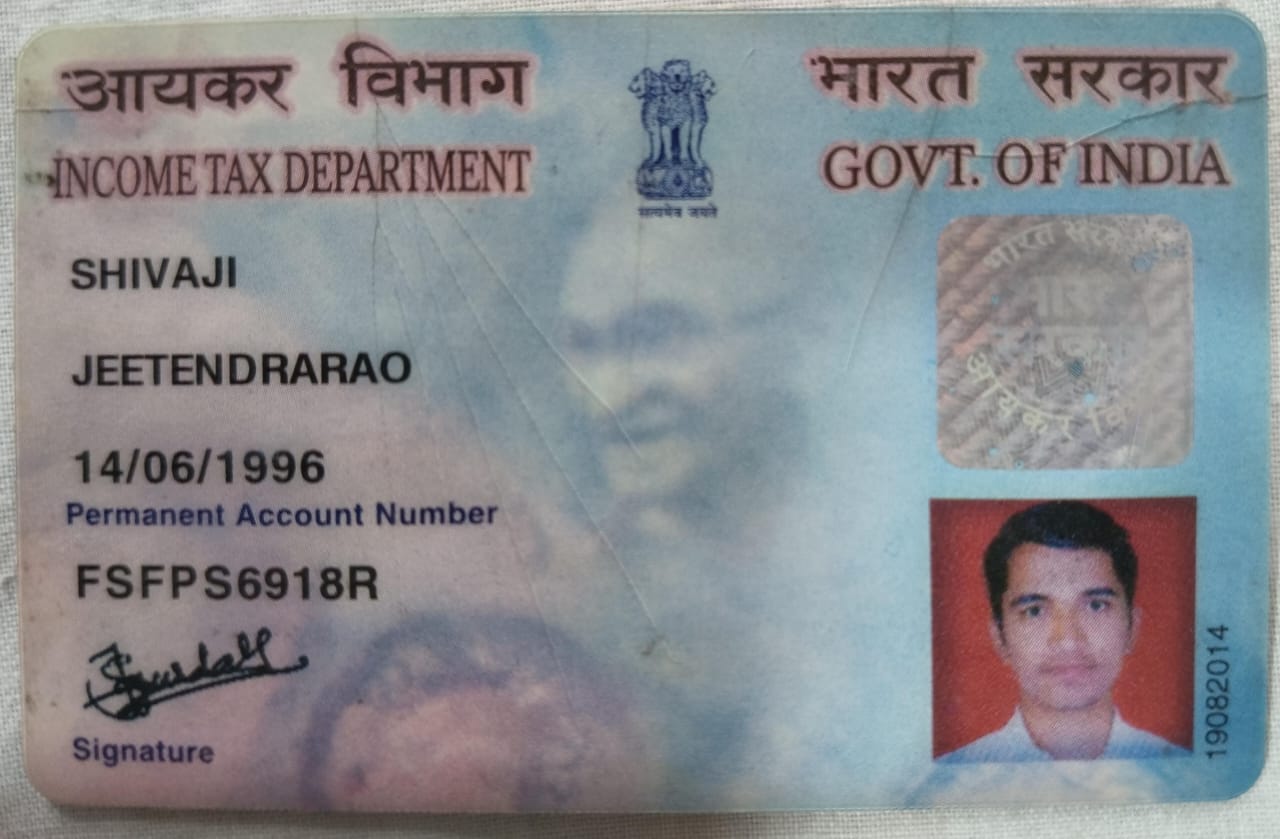 आयकर विभाग
INCOME TAX DEPARTMENT
सत्यमेव जयते
भारत सरकार
GOVT. OF INDIA
SHIVAJI
JEETENDRARAO
14/06/1996
Permanent Account Number
FSFPS6918R
Signature
19082014